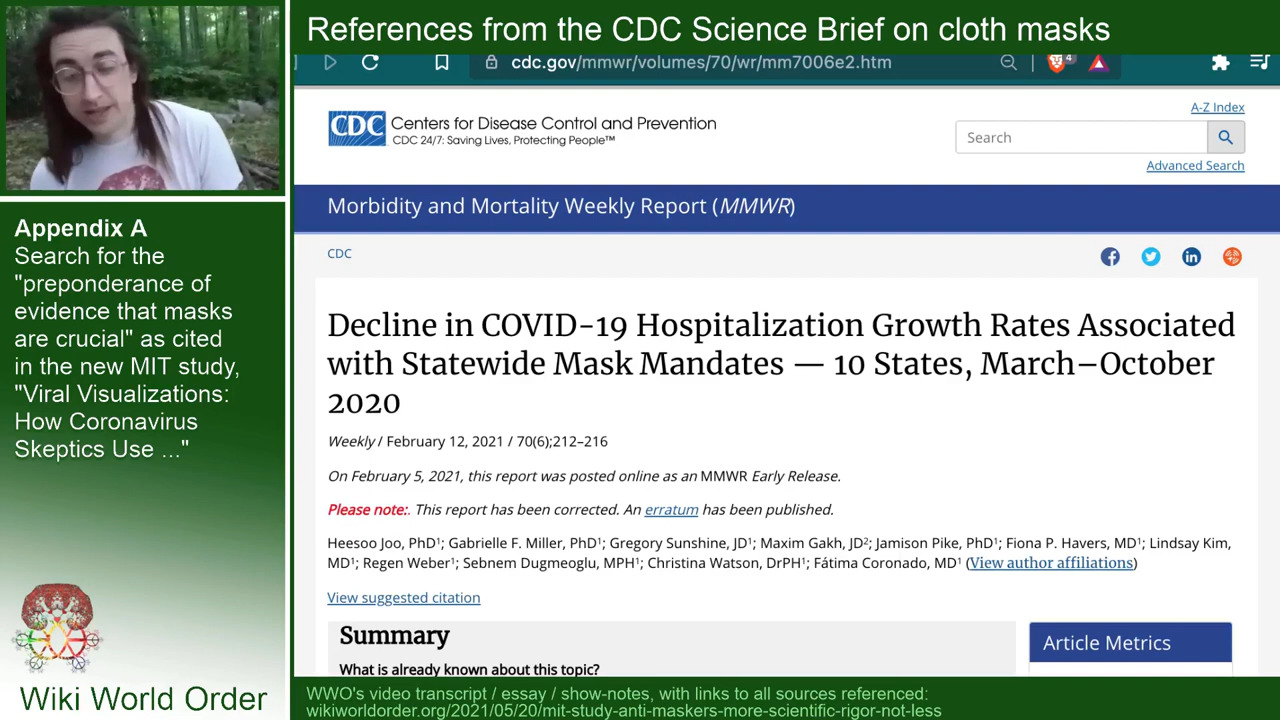 References from the CDC Science Brief on cloth masks
cdc.gov/mmwr/volumes/70/wr/mm7006e2.htm
4
A-Z Index
CDC Centers for Disease Control and Prevention
CDC 24/7: Saving Lives, Protecting People™
Search
Advanced Search
Morbidity and Mortality Weekly Report (MMWR)
CDC
Decline in COVID-19 Hospitalization Growth Rates Associated
with Statewide Mask Mandates — 10 States, March–October
2020
Weekly / February 12, 2021 / 70(6);212–216
On February 5, 2021, this report was posted online as an MMWR Early Release.
Please note:. This report has been corrected. An erratum has been published.
Heesoo Joo, PhD¹; Gabrielle F. Miller, PhD¹; Gregory Sunshine, JD¹; Maxim Gakh, JD²; Jamison Pike, PhD¹; Fiona P. Havers, MD¹; Lindsay Kim,
MD¹; Regen Weber¹; Sebnem Dugmeoglu, MPH¹; Christina Watson, DrPH¹; Fátima Coronado, MD¹ (View author affiliations)
View suggested citation
Summary
What is already known about this topic?
Article Metrics
Appendix A
Search for the
"preponderance of
evidence that masks
are crucial" as cited
in the new MIT study,
"Viral Visualizations:
How Coronavirus
Skeptics Use ..."
Wiki World Order
WWO's video transcript / essay / show-notes, with links to all sources referenced:
wikiworldorder.org/2021/05/20/mit-study-anti-maskers-more-scientific-rigor-not-less